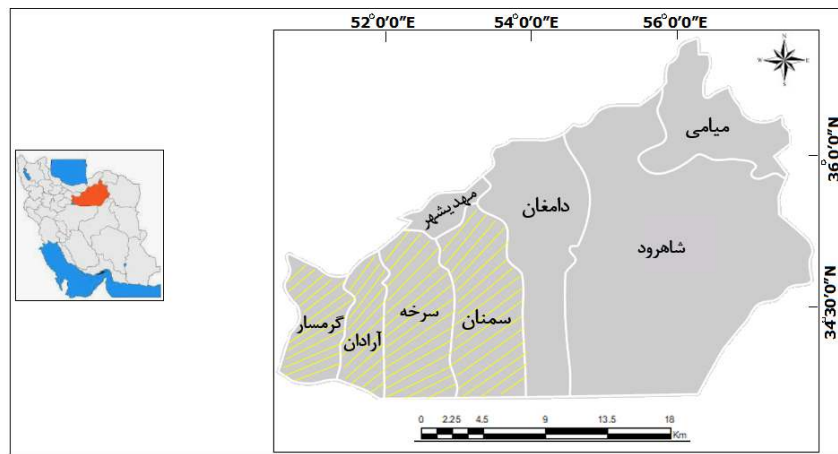 52°0'0"E 54°0'0"E 56°0'0"E
N
W E
S
میامی
36°0'0"N
مهدیشهر
دامغان
شاهرود
34°30'0"N
گرمسار
آرادان
سرخه
سمنان
0 2.25 4.5 9 13.5 18
Km